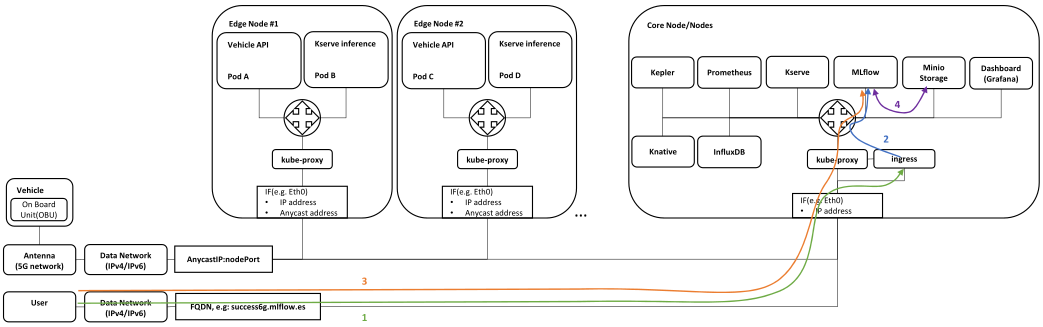 Edge Node #1
Vehicle API
Pod A
Kserve inference
Pod B
kube-proxy
IF(e.g. Eth0)
• IP address
• Anycast address
Edge Node #2
Vehicle API
Pod C
Kserve inference
Pod D
kube-proxy
IF(e.g. Eth0)
• IP address
• Anycast address
...
Core Node/Nodes
Kepler
Prometheus
Kserve
MLflow
Minio
Storage
Dashboard
(Grafana)
4
Knative
InfluxDB
2
kube-proxy
ingress
IF(e.g. Eth0)
• IP address
Vehicle
On Board
Unit(OBU)
Antenna
(5G network)
Data Network
(IPv4/IPv6)
AnycastIP:nodePort
3
User
Data Network
(IPv4/IPv6)
FQDN, e.g: success6g.mlflow.es
1